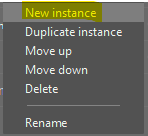 New instance
Duplicate instance
Move up
Move down
Delete
Rename